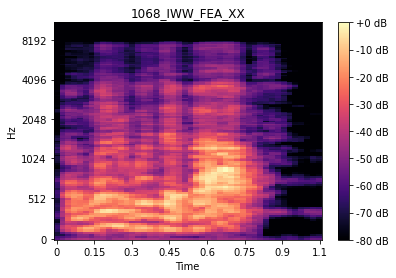 1068_IWW_FEA_XX
Hz
8192
4096
2048
1024
512
0
0 0.15 0.3 0.45 0.6 0.75 0.9 1.1
Time
+0 dB
-10 dB
-20 dB
-30 dB
-40 dB
-50 dB
-60 dB
-70 dB
-80 dB